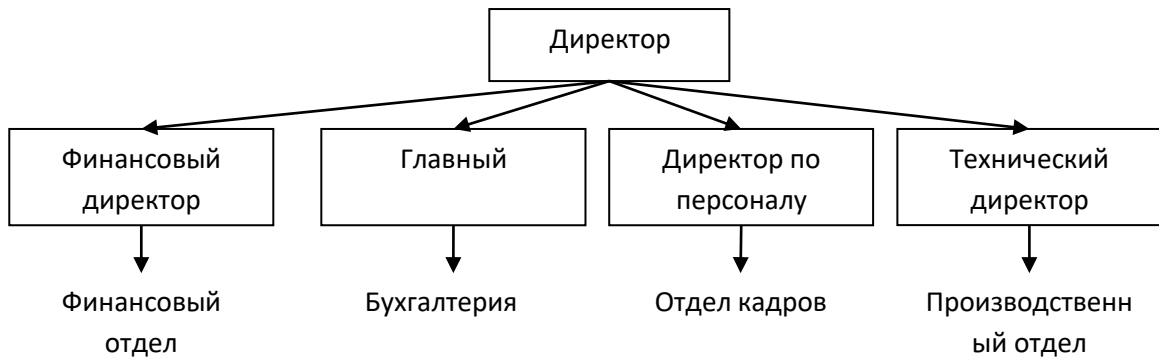 Директор
Финансовый
директор
Главный
Директор по
персоналу
Технический
директор
Финансовый
отдел
Бухгалтерия
Отдел кадров
Производственн
ый отдел